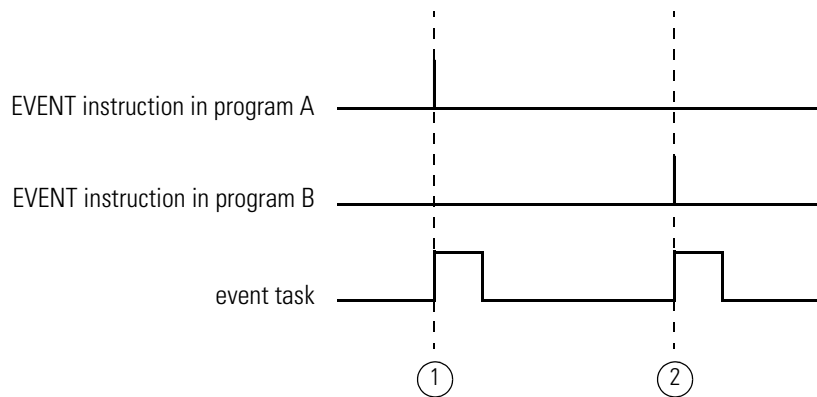 EVENT instruction in program A
EVENT instruction in program B
event task
1 2